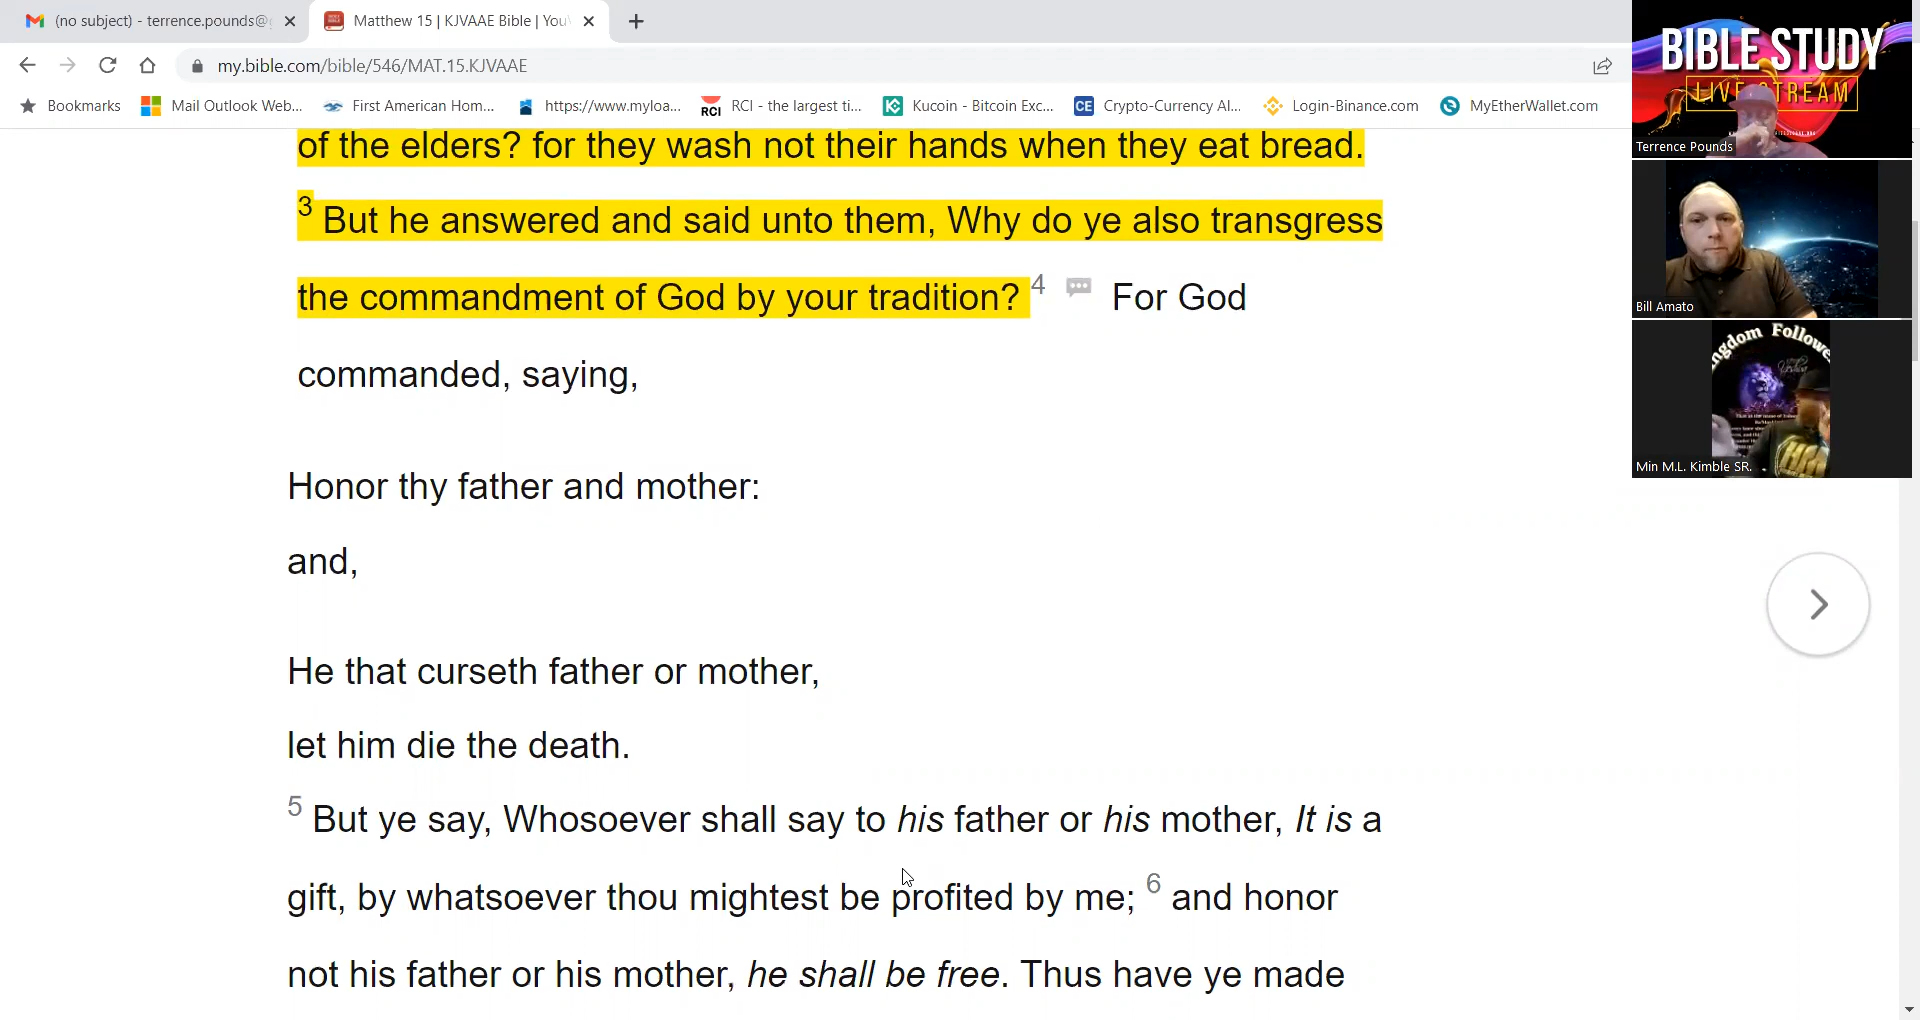 (no subject) - terrence.pounds@
Matthew 15 | KJVAAE Bible | You
my.bible.com/bible/546/MAT.15.KJVAAE
Bookmarks
Mail Outlook Web...
First American Hom...
https://www.myloa...
RCI
RCI - the largest ti...
Kucoin - Bitcoin Exc...
CE
Crypto-Currency Al...
Login-Binance.com
MyEtherWallet.com
of the elders? for they wash not their hands when they eat bread.
3 But he answered and said unto them, Why do ye also transgress
the commandment of God by your tradition? 4 For God
commanded, saying,
Honor thy father and mother:
and,
He that curseth father or mother,
let him die the death.
5 But ye say, Whosoever shall say to his father or his mother, It is a
gift, by whatsoever thou mightest be profited by me; 6 and honor
not his father or his mother, he shall be free. Thus have ye made
BIBLE STUDY
LIVE STREAM
Terrence Pounds
Bill Amato
ngdom Followe
Min M.L. Kimble SR.